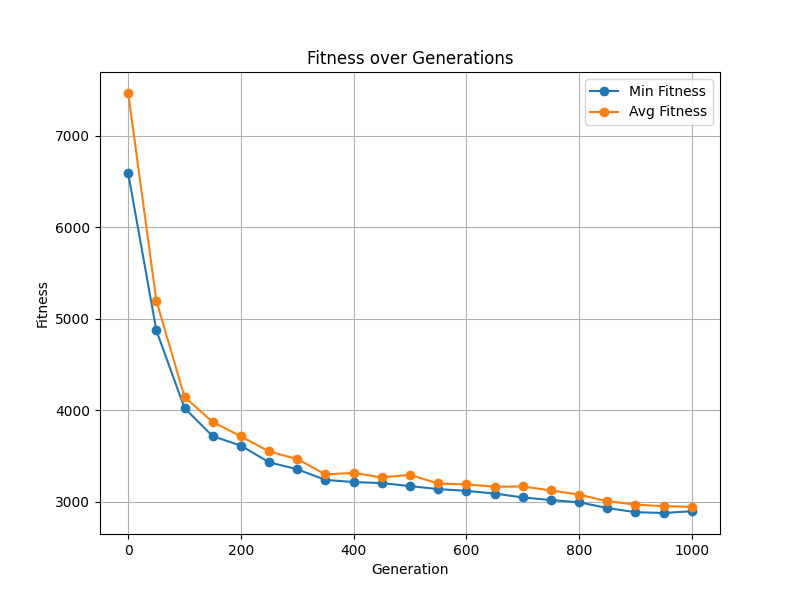 Fitness over Generations
Min Fitness
Avg Fitness
7000
6000
5000
4000
3000
Fitness
0 200 400 600 800 1000
Generation